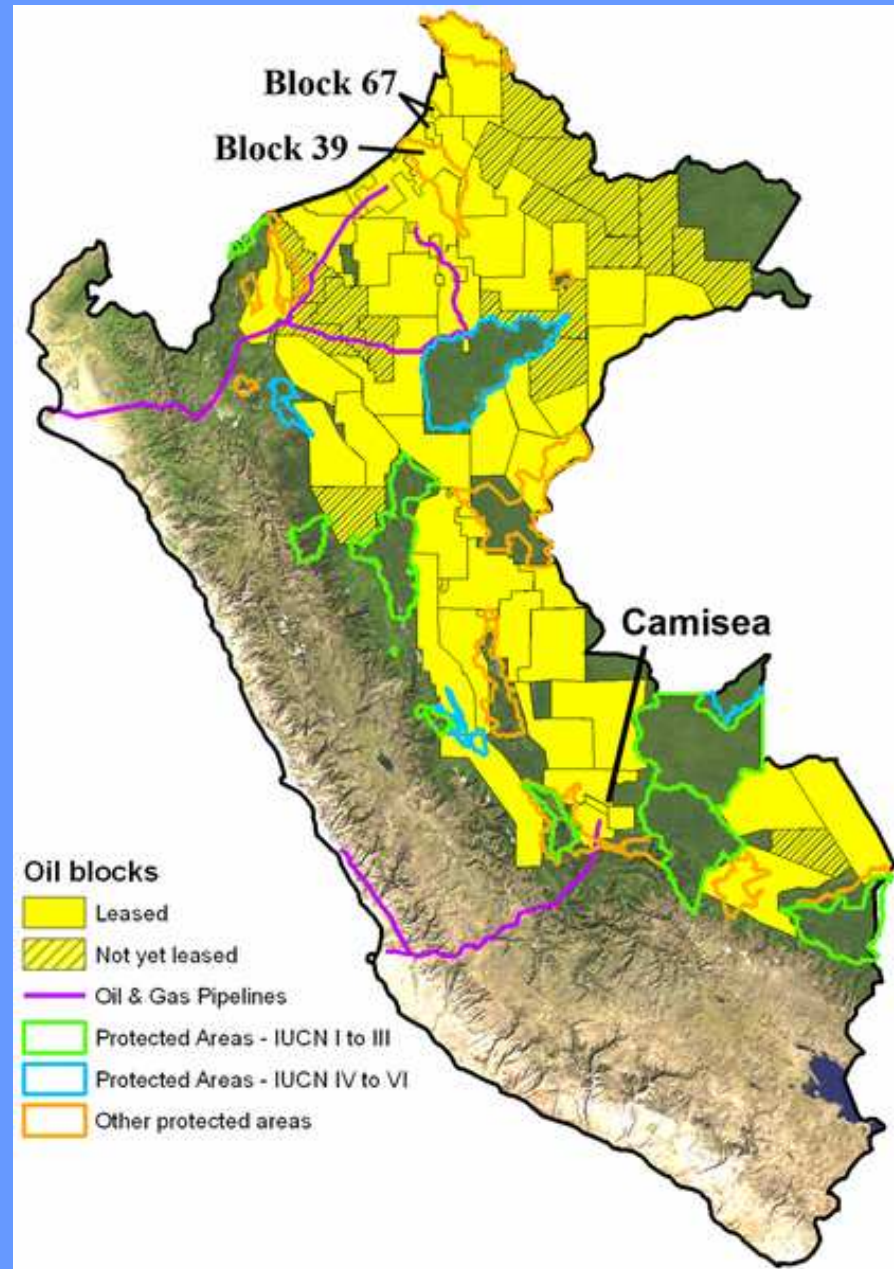 Block 67
Block 39
Camisea
Oil blocks
Leased
Not yet leased
Oil & Gas Pipelines
Protected Areas - IUCN I to III
Protected Areas - IUCN IV to VI
Other protected areas